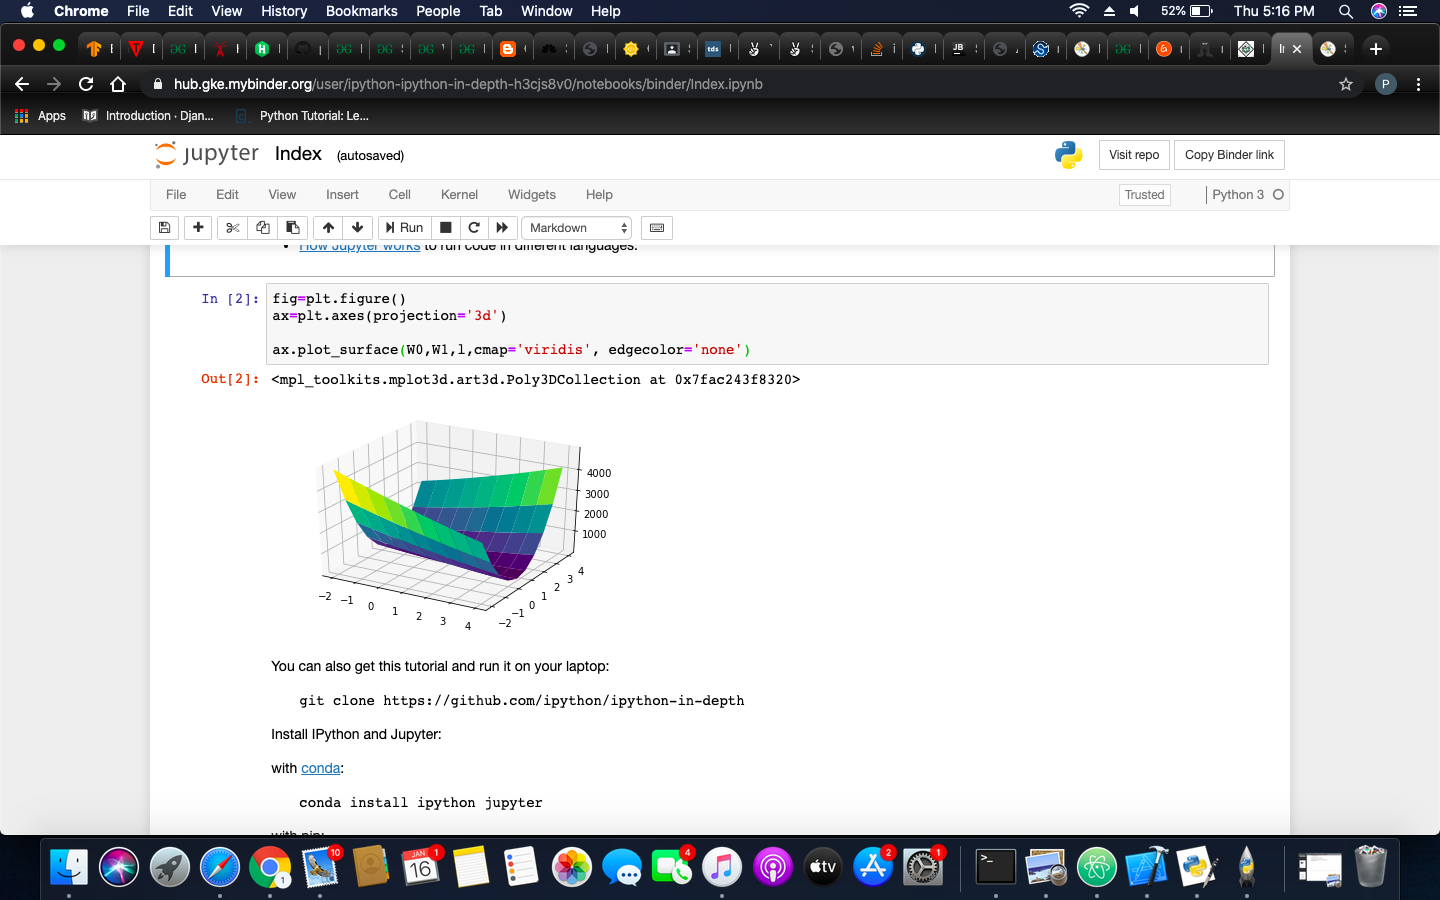 Chrome File Edit View History Bookmarks People Tab Window Help 52% Thu 5:16 PM
hub.gke.mybinder.org/user/ipython-ipython-in-depth-h3cjs8v0/notebooks/binder/Index.ipynb P
Apps Introduction · Djan... Python Tutorial: Le...
jupyter Index (autosaved) Visit repo Copy Binder link
File Edit View Insert Cell Kernel Widgets Help Trusted Python 3
Run Markdown
How Jupyter works to run code in different languages.
In [2]: fig=plt.figure()
ax=plt.axes(projection='3d')
ax.plot_surface(W0,W1,l,cmap='viridis', edgecolor='none')
Out[2]: <mpl_toolkits.mplot3d.art3d.Poly3DCollection at 0x7fac243f8320>
4000
3000
2000
1000
−2 −1 0 1 2 3 4
−2 −1 0 1 2 3 4
You can also get this tutorial and run it on your laptop:
git clone https://github.com/ipython/ipython-in-depth
Install IPython and Jupyter:
with conda:
conda install ipython jupyter
with pip:
10 JAN 16 1 4 2 1
tv
1